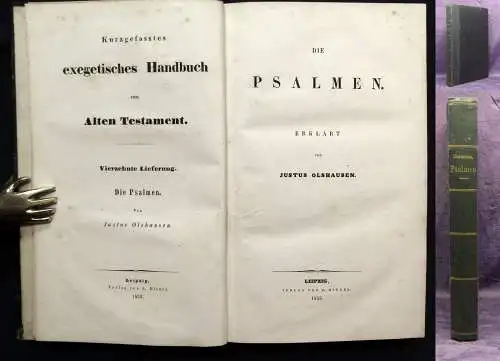 Kurzgefasstes
exegetisches Handbuch
zum
Alten Testament.
Vierzehnte Lieferung.
Die Psalmen.
Von
Justus Olshausen
Leipzig,
Verlag von S. Hirzel
1853.
DIE
PSALMEN.
ERKLÄRT
VON
JUSTUS OLSHAUSEN.
LEIPZIG,
VERLAG VON S. HIRZEL
1853.
Olshausen,
Psalmen